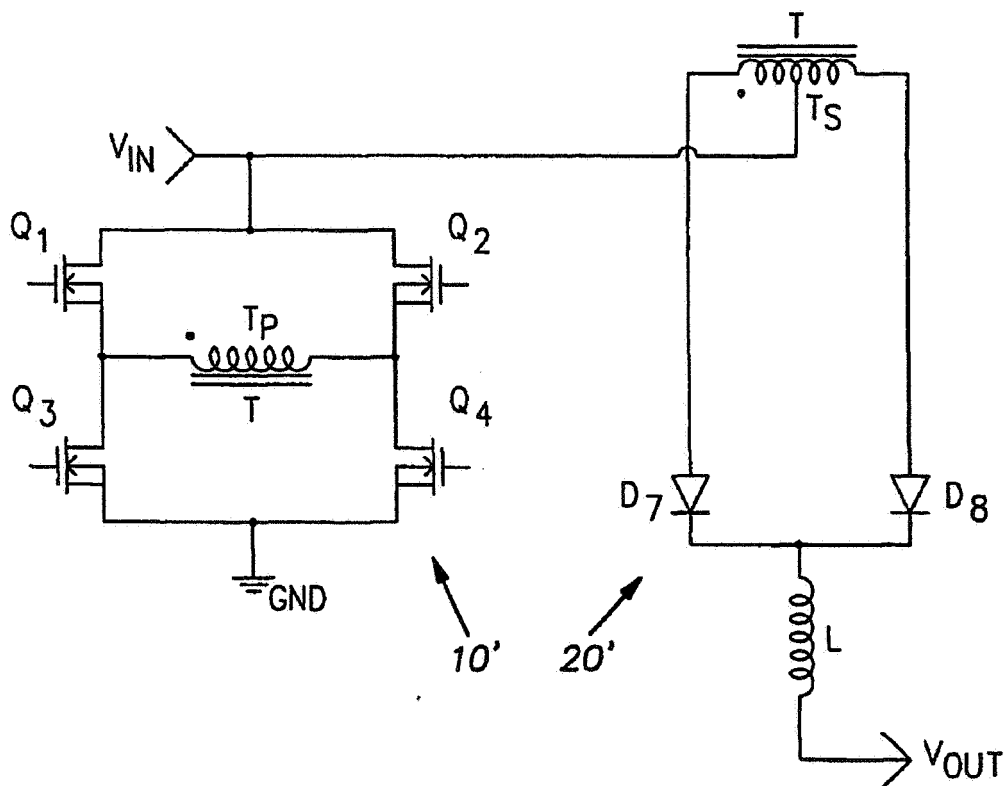 T
T_S
V_IN
Q_1
Q_2
T_P
T
Q_3
Q_4
D_7
D_8
GND
10'
20'
L
V_OUT